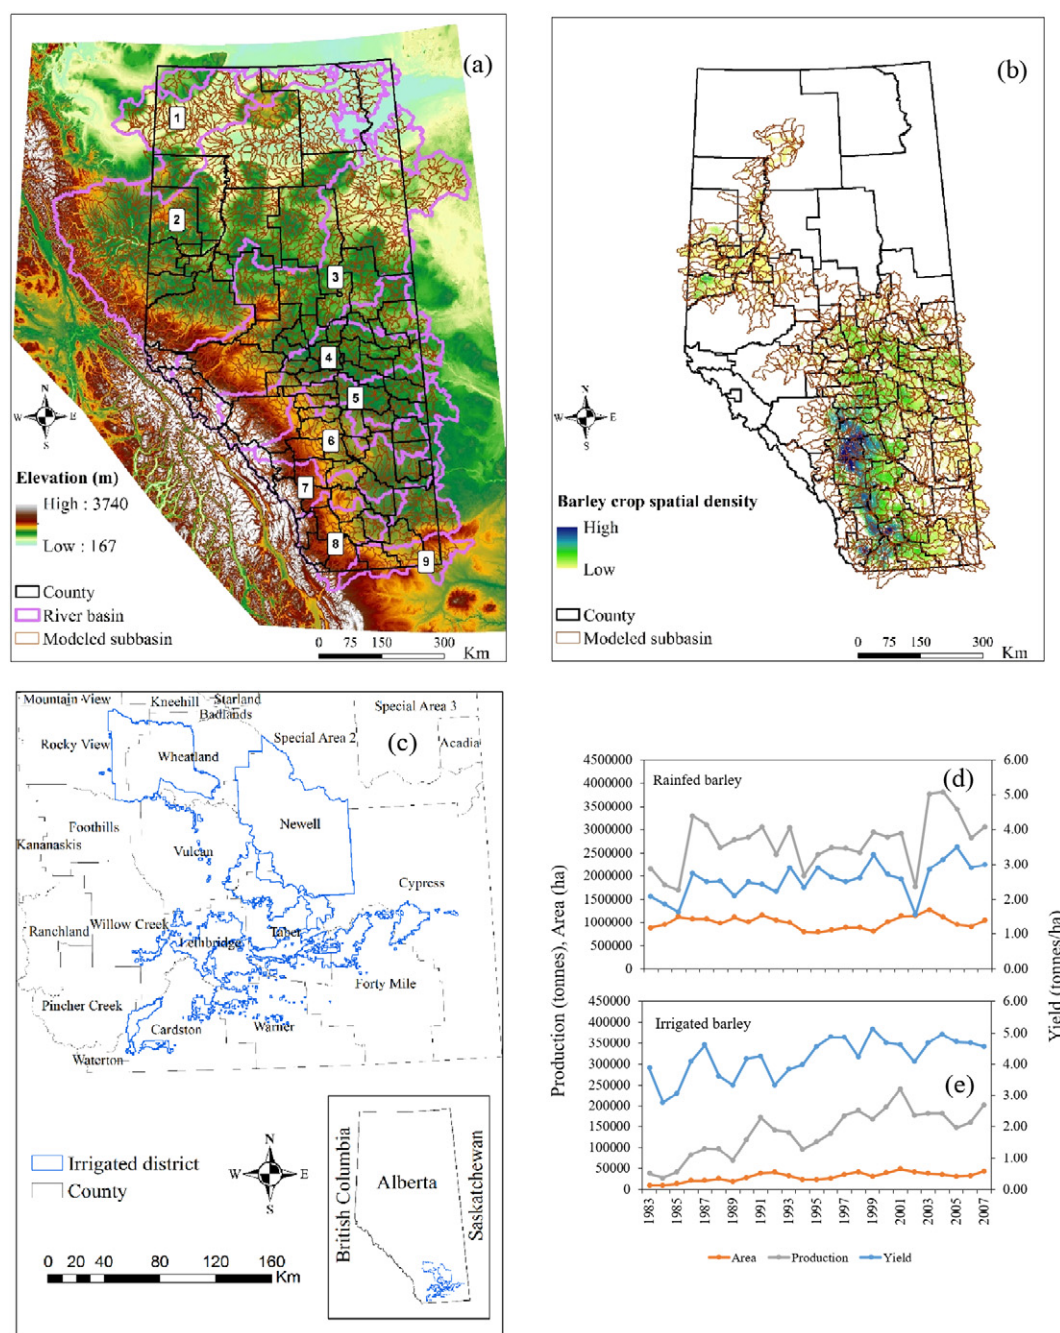 (a)
1
2
3
4
5
6
7
8
9
N
W E
S
Elevation (m)
High : 3740
Low : 167
County
River basin
Modeled subbasin
0 75 150 300
Km
(b)
N
W E
S
Barley crop spatial density
High
Low
County
Modeled subbasin
0 75 150 300
Km
(c)
Mountain View
Kneehill
Starland
Badlands
Special Area 3
Rocky View
Wheatland
Special Area 2
Acadia
Foothills
Kananaskis
Vulcan
Newell
Cypress
Willow Creek
Ranchland
Lethbridge
Taber
Forty Mile
Pincher Creek
Cardston
Warner
Waterton
Irrigated district
County
N
W E
S
0 20 40 80 120 160
Km
British Columbia
Alberta
Saskatchewan
Production (tonnes), Area (ha)
Yield (tonnes/ha)
Rainfed barley
(d)
4500000
4000000
3500000
3000000
2500000
2000000
1500000
1000000
500000
0
6.00
5.00
4.00
3.00
2.00
1.00
0.00
Irrigated barley
(e)
450000
400000
350000
300000
250000
200000
150000
100000
50000
0
6.00
5.00
4.00
3.00
2.00
1.00
0.00
1983
1985
1987
1989
1991
1993
1995
1997
1999
2001
2003
2005
2007
Area Production Yield